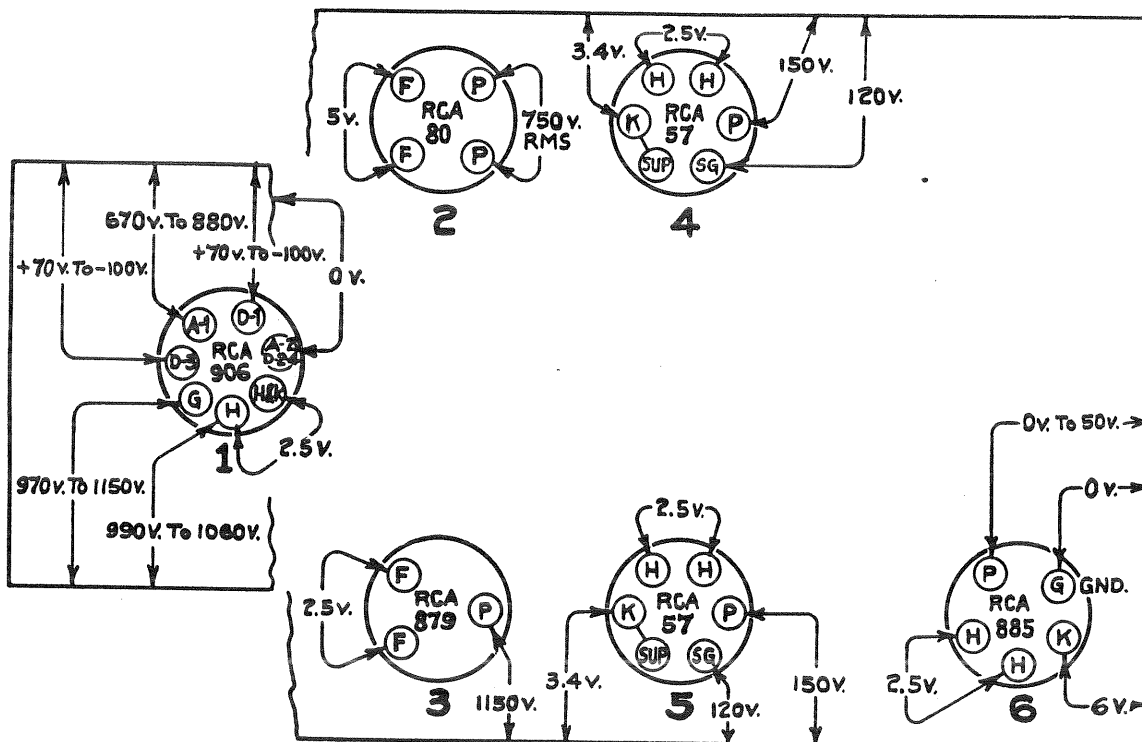 2.5v.
3.4v.
150v.
120v.
5v.
F
P
RCA
80
F
P
750v.
RMS
2
H
H
K
RCA
57
P
SUP
SG
4
670v. To 880v.
+70v. To -100v.
+70v. To -100v.
0v.
A-1
D-1
D-3
RCA
906
A-2
D-2-4
G
H
H&K
1
2.5v.
970v. To 1150v.
990v. To 1060v.
2.5v.
F
RCA
879
P
F
3
1150v.
2.5v.
H
H
K
RCA
57
P
SUP
SG
5
3.4v.
120v.
150v.
0v. To 50v.
0v.
P
G GND.
RCA
885
H
K
H
6
2.5v.
6v.